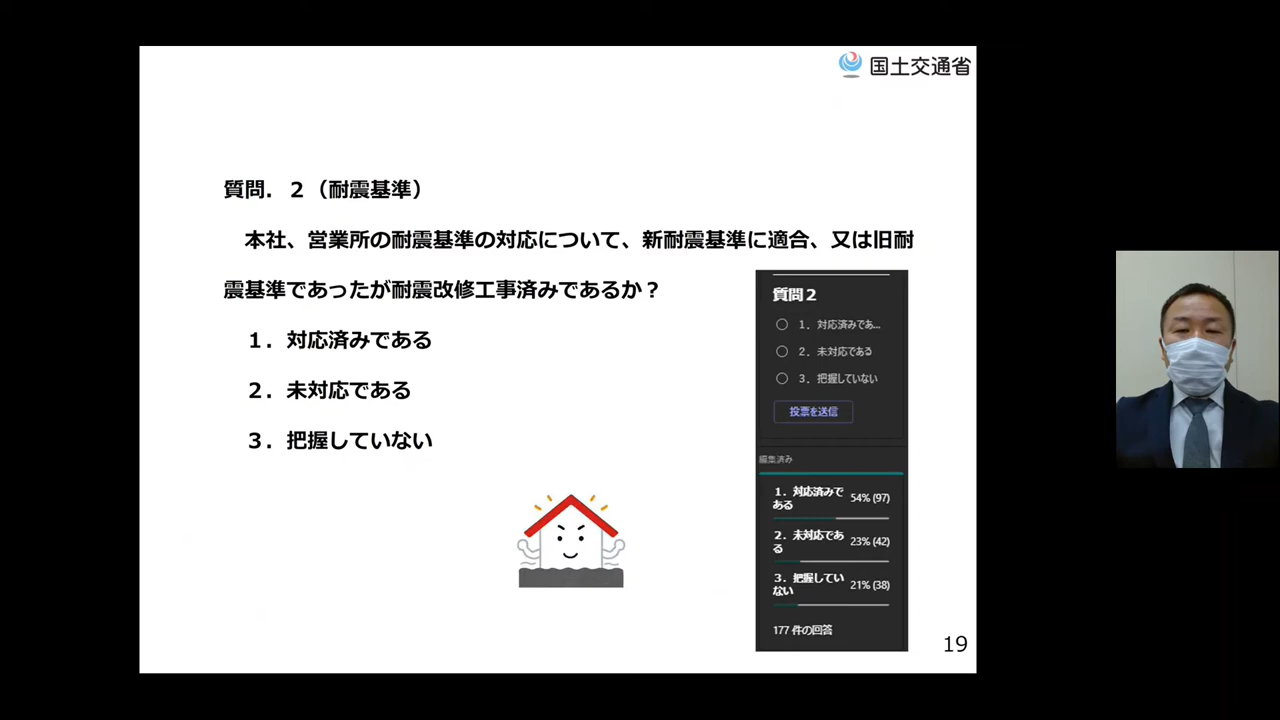 国土交通省
質問．２（耐震基準）
本社、営業所の耐震基準の対応について、新耐震基準に適合、又は旧耐
震基準であったが耐震改修工事済みであるか？
１．対応済みである
２．未対応である
３．把握していない
質問２
１．対応済みであ...
２．未対応である
３．把握していない
投票を送信
編集済み
１．対応済みで
ある
54% (97)
２．未対応であ
る
23% (42)
３．把握してい
ない
21% (38)
177 件の回答
19